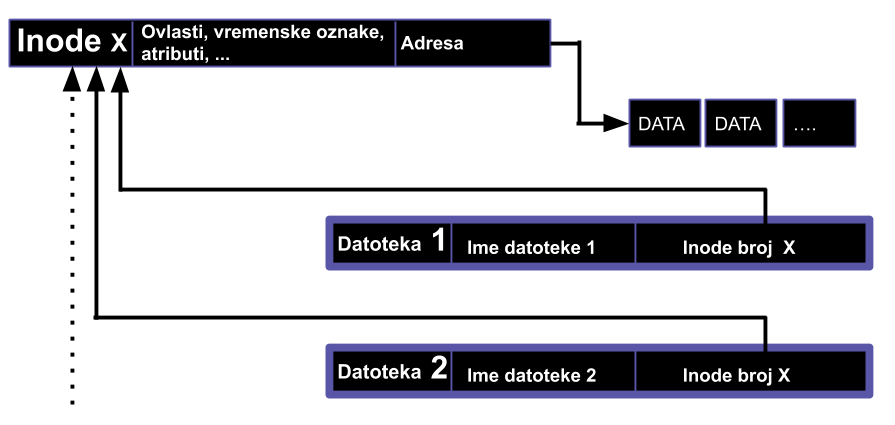 Inode X
Ovlasti, vremenske oznake,
atributi, ...
Adresa
DATA
DATA
....
Datoteka 1
Ime datoteke 1
Inode broj X
Datoteka 2
Ime datoteke 2
Inode broj X